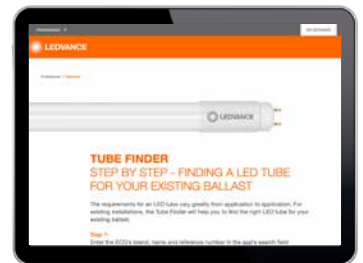 LEDVANCE
LEDVANCE
TUBE FINDER
STEP BY STEP - FINDING A LED TUBE
FOR YOUR EXISTING BALLAST
The requirements for an LED tube vary greatly from application to application. For
existing installations, the Tube Finder will help you, to find the right LED tube for your
existing ballast.
Step 1:
Enter the ECG's brand, name and reference number in the app's search field